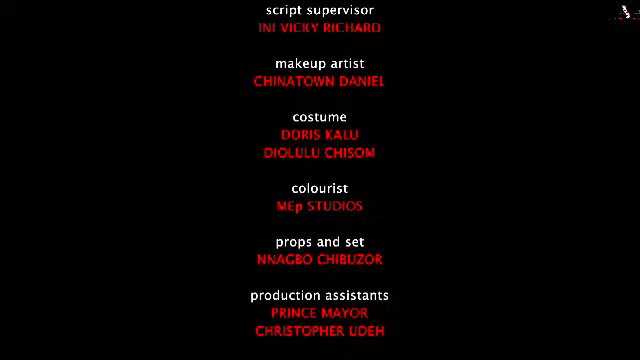 script supervisor
INI VICKY RICHARD
makeup artist
CHINATOWN DANIEL
costume
DORIS KALU
DIOLULU CHISOM
colourist
MEp STUDIOS
props and set
NNAGBO CHIBUZOR
production assistants
PRINCE MAYOR
CHRISTOPHER UDEH